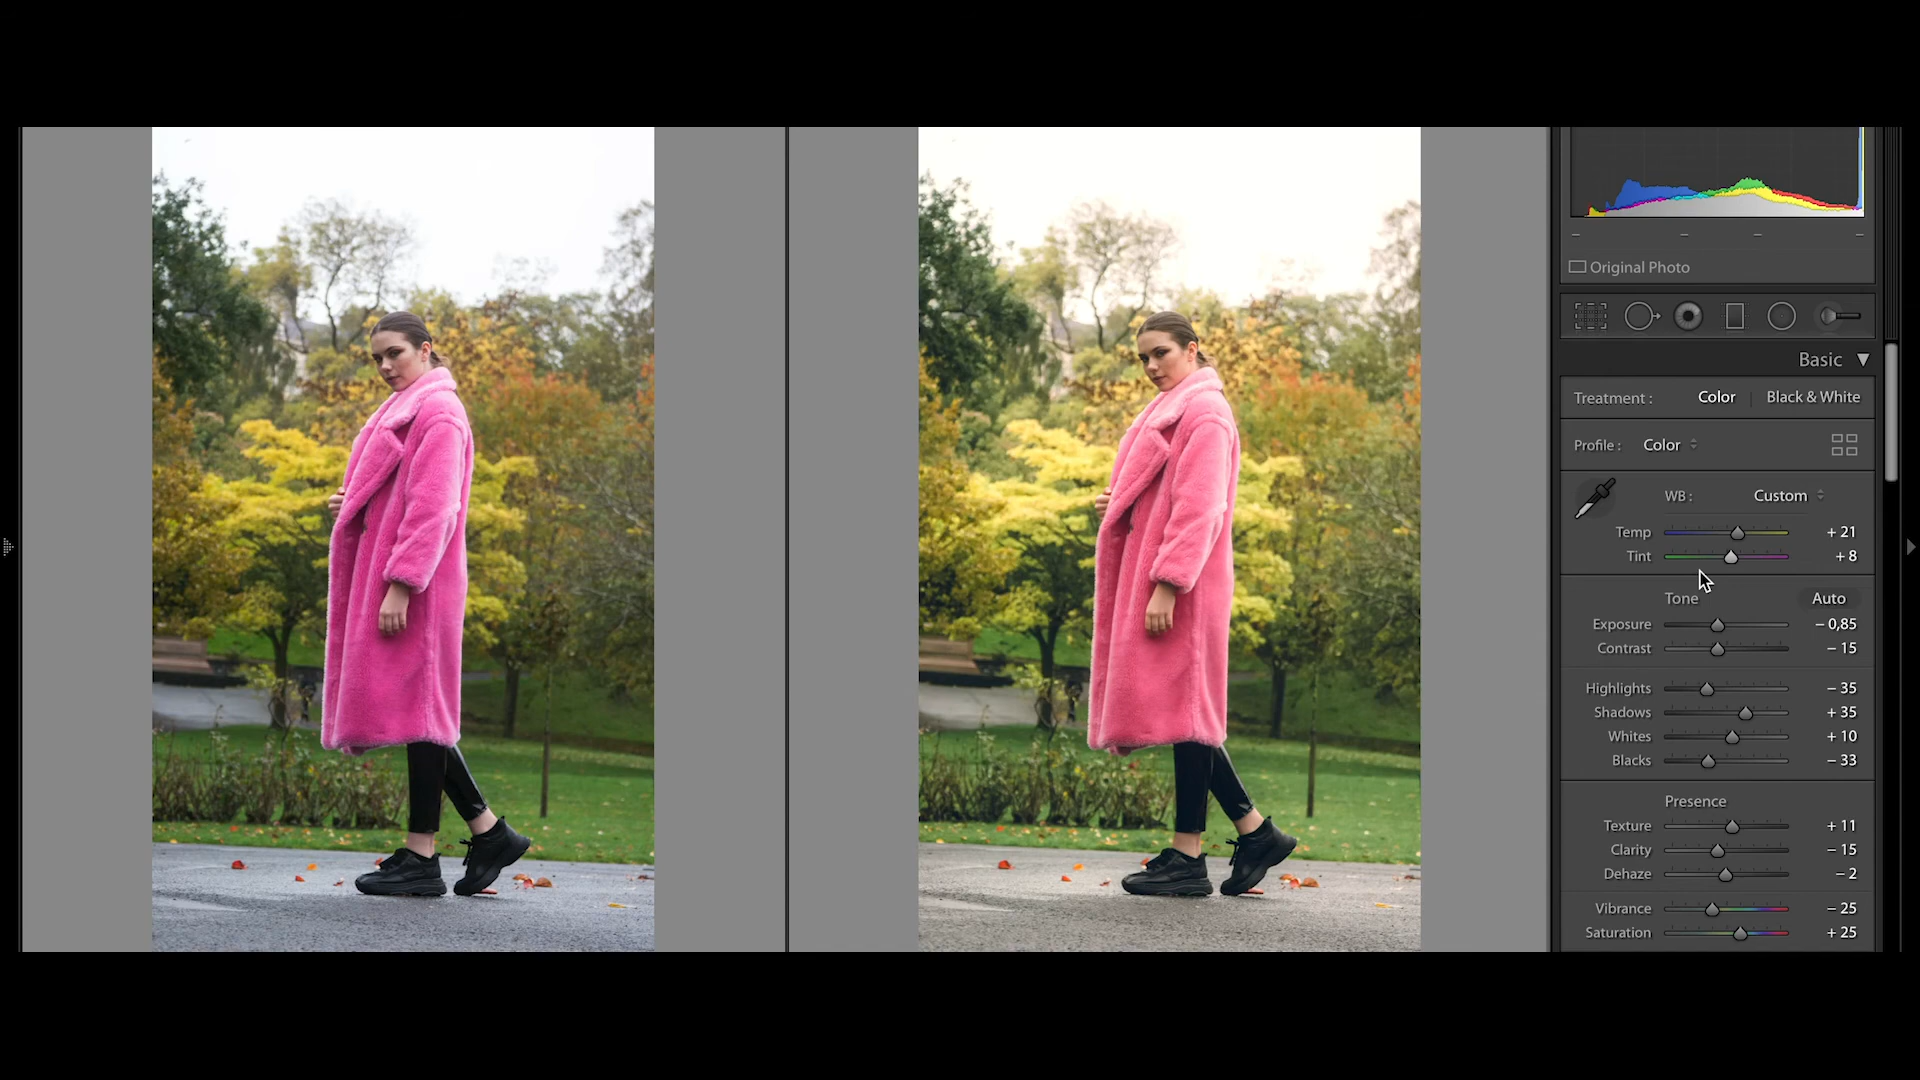 Original Photo
Basic
Treatment : Color Black & White
Profile : Color
WB : Custom
Temp + 21
Tint + 8
Tone Auto
Exposure − 0,85
Contrast − 15
Highlights − 35
Shadows + 35
Whites + 10
Blacks − 33
Presence
Texture + 11
Clarity − 15
Dehaze − 2
Vibrance − 25
Saturation + 25